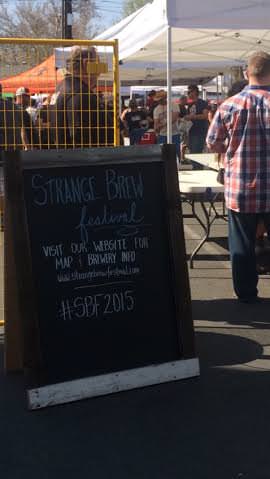 STRANGE BREW
festival
VISIT OUR WEBSITE FOR
MAP & BREWERY INFO
www.strangebrewfestival.com
#SBF2015